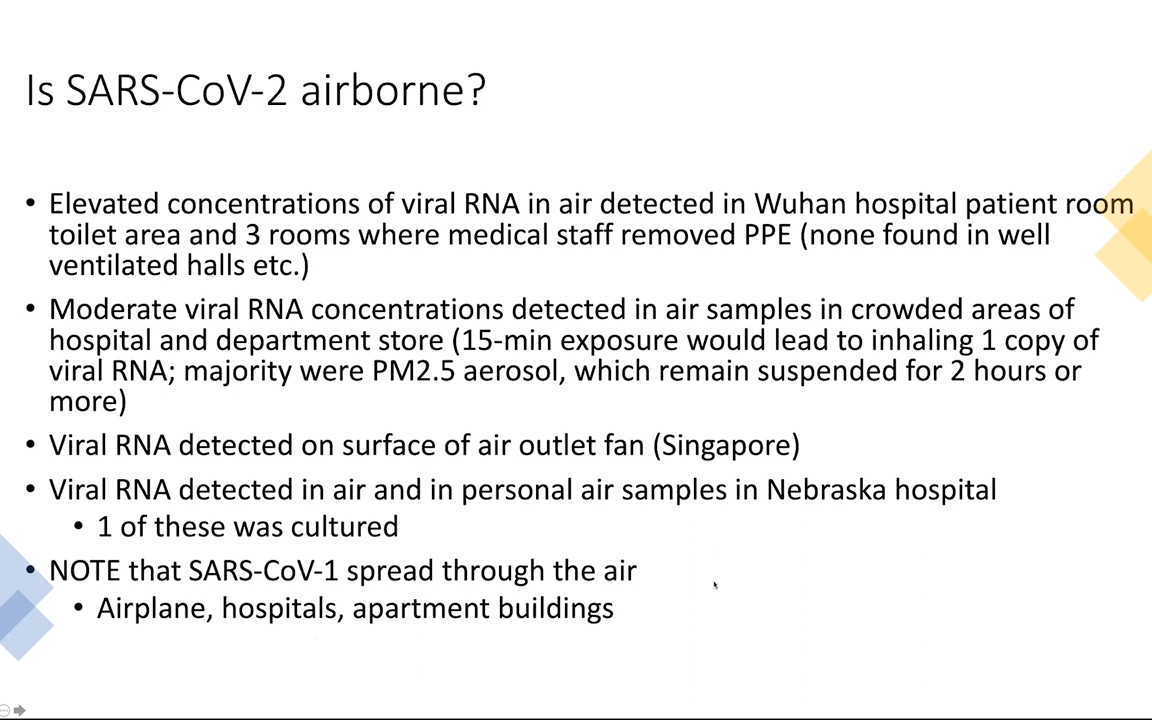 Is SARS-CoV-2 airborne?
• Elevated concentrations of viral RNA in air detected in Wuhan hospital patient room
toilet area and 3 rooms where medical staff removed PPE (none found in well
ventilated halls etc.)
• Moderate viral RNA concentrations detected in air samples in crowded areas of
hospital and department store (15-min exposure would lead to inhaling 1 copy of
viral RNA; majority were PM2.5 aerosol, which remain suspended for 2 hours or
more)
• Viral RNA detected on surface of air outlet fan (Singapore)
• Viral RNA detected in air and in personal air samples in Nebraska hospital
• 1 of these was cultured
• NOTE that SARS-CoV-1 spread through the air
• Airplane, hospitals, apartment buildings